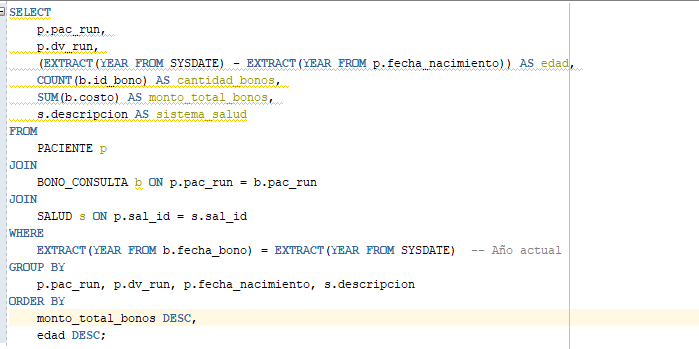 SELECT
    p.pac_run,
    p.dv_run,
    (EXTRACT(YEAR FROM SYSDATE) - EXTRACT(YEAR FROM p.fecha_nacimiento)) AS edad,
    COUNT(b.id_bono) AS cantidad_bonos,
    SUM(b.costo) AS monto_total_bonos,
    s.descripcion AS sistema_salud
FROM
    PACIENTE p
JOIN
    BONO_CONSULTA b ON p.pac_run = b.pac_run
JOIN
    SALUD s ON p.sal_id = s.sal_id
WHERE
    EXTRACT(YEAR FROM b.fecha_bono) = EXTRACT(YEAR FROM SYSDATE)  -- Año actual
GROUP BY
    p.pac_run, p.dv_run, p.fecha_nacimiento, s.descripcion
ORDER BY
    monto_total_bonos DESC,
    edad DESC;